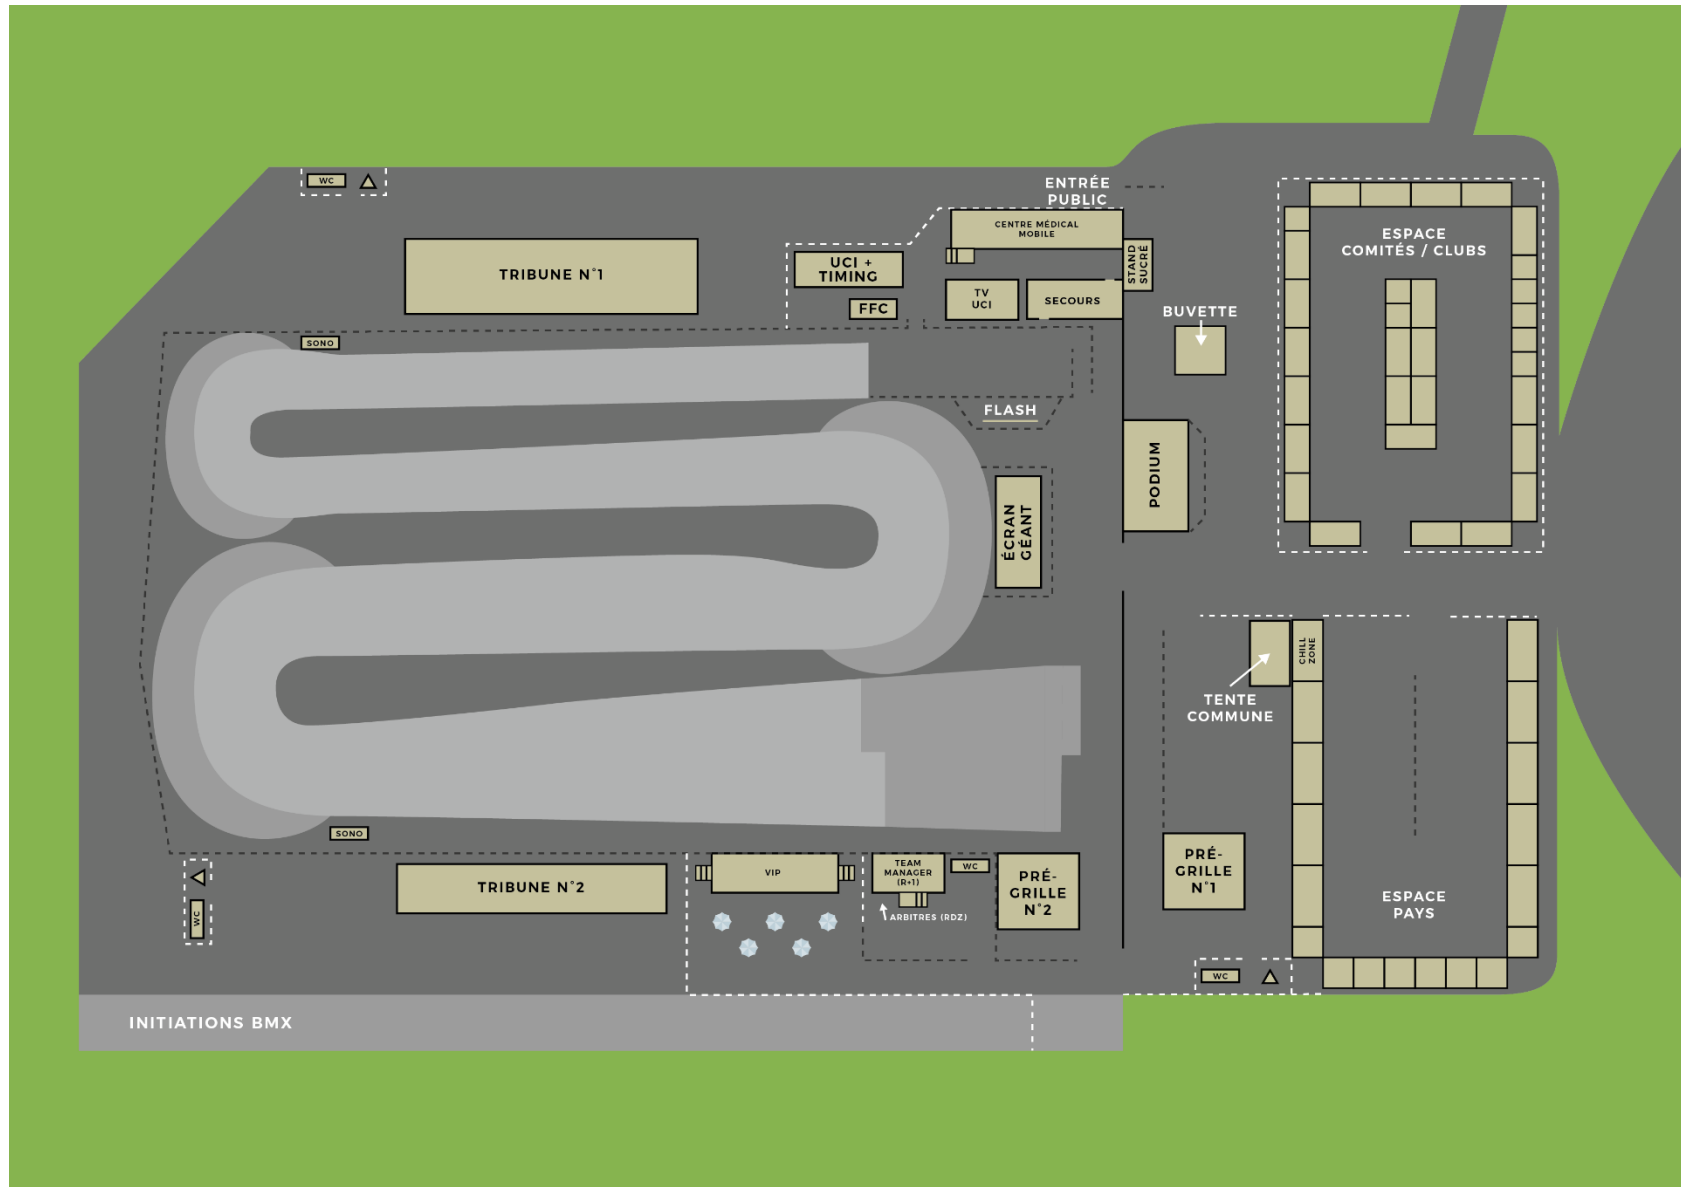 WC
ENTRÉE
PUBLIC
CENTRE MÉDICAL
MOBILE
ESPACE
COMITÉS / CLUBS
TRIBUNE N°1
UCI +
TIMING
STAND
SUCRÉ
TV
UCI
SECOURS
FFC
BUVETTE
SONO
FLASH
PODIUM
ÉCRAN
GÉANT
CHILL
ZONE
TENTE
COMMUNE
SONO
TRIBUNE N°2
VIP
TEAM
MANAGER
(R+1)
WC
PRÉ-
GRILLE
N°2
PRÉ-
GRILLE
N°1
ESPACE
PAYS
ARBITRES (RDZ)
WC
WC
INITIATIONS BMX